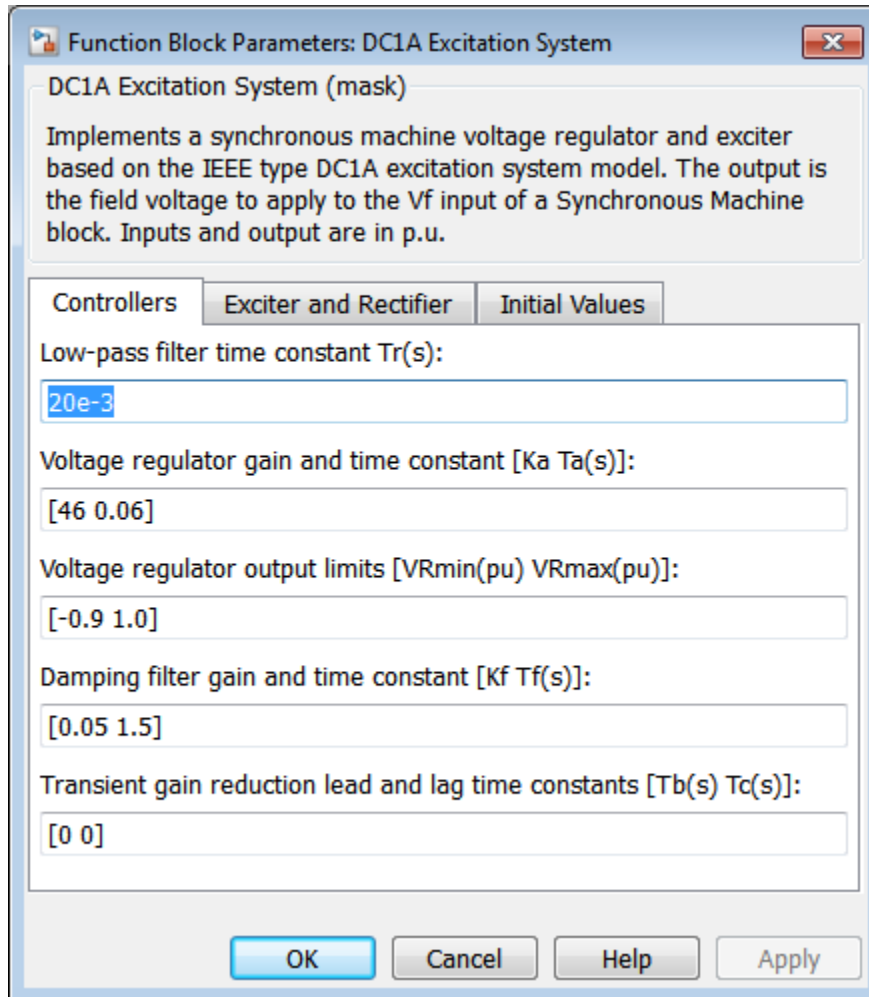 Function Block Parameters: DC1A Excitation System
DC1A Excitation System (mask)
Implements a synchronous machine voltage regulator and exciter
based on the IEEE type DC1A excitation system model. The output is
the field voltage to apply to the Vf input of a Synchronous Machine
block. Inputs and output are in p.u.
Controllers Exciter and Rectifier Initial Values
Low-pass filter time constant Tr(s):
20e-3
Voltage regulator gain and time constant [Ka Ta(s)]:
[46 0.06]
Voltage regulator output limits [VRmin(pu) VRmax(pu)]:
[-0.9 1.0]
Damping filter gain and time constant [Kf Tf(s)]:
[0.05 1.5]
Transient gain reduction lead and lag time constants [Tb(s) Tc(s)]:
[0 0]
OK Cancel Help Apply